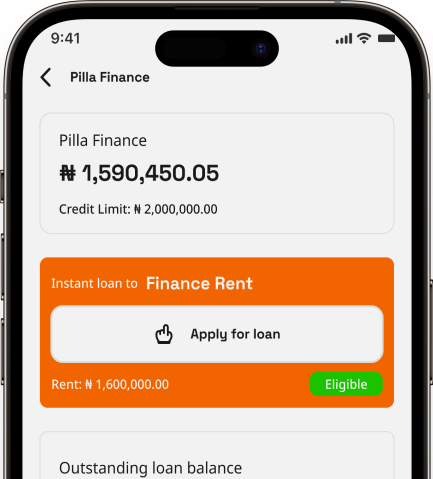 9:41
Pilla Finance
Pilla Finance
₦ 1,590,450.05
Credit Limit: ₦ 2,000,000.00
Instant loan to Finance Rent
Apply for loan
Rent: ₦ 1,600,000.00 Eligible
Outstanding loan balance